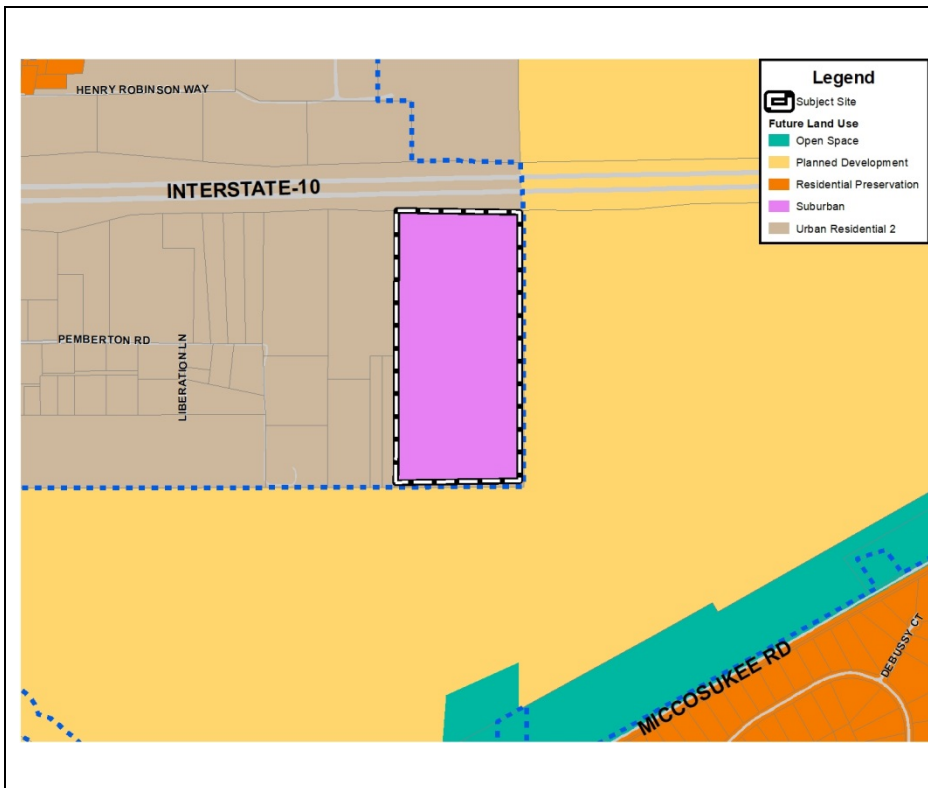 HENRY ROBINSON WAY
INTERSTATE-10
PEMBERTON RD
LIBERATION LN
MICCOSUKEE RD
DEBUSSY CT
Legend
Subject Site
Future Land Use
Open Space
Planned Development
Residential Preservation
Suburban
Urban Residential 2